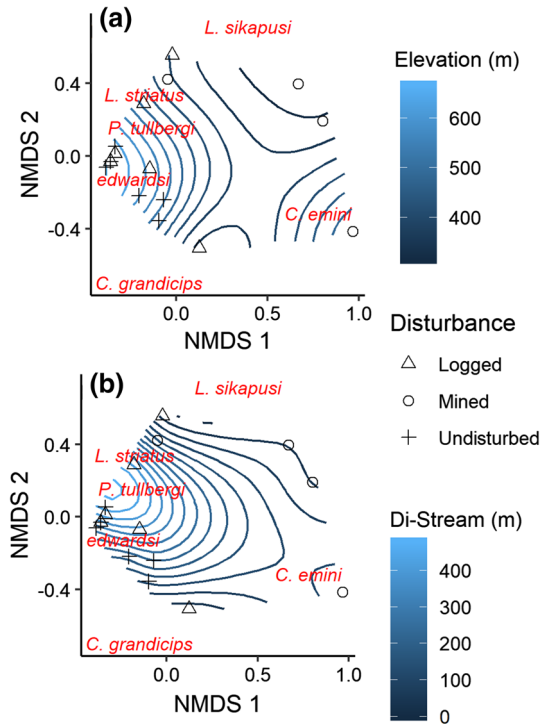 (a)
L. sikapusi
0.4
L. striatus
P. tullbergi
0.0
edwardsi
C. emini
-0.4
C. grandicips
0.0
0.5
1.0
NMDS 1
NMDS 2
Elevation (m)
600
500
400
Disturbance
Logged
Mined
Undisturbed
(b)
L. sikapusi
0.4
L. striatus
P. tullbergi
0.0
edwardsi
C. emini
-0.4
C. grandicips
0.0
0.5
1.0
NMDS 1
NMDS 2
Di-Stream (m)
400
300
200
100
0